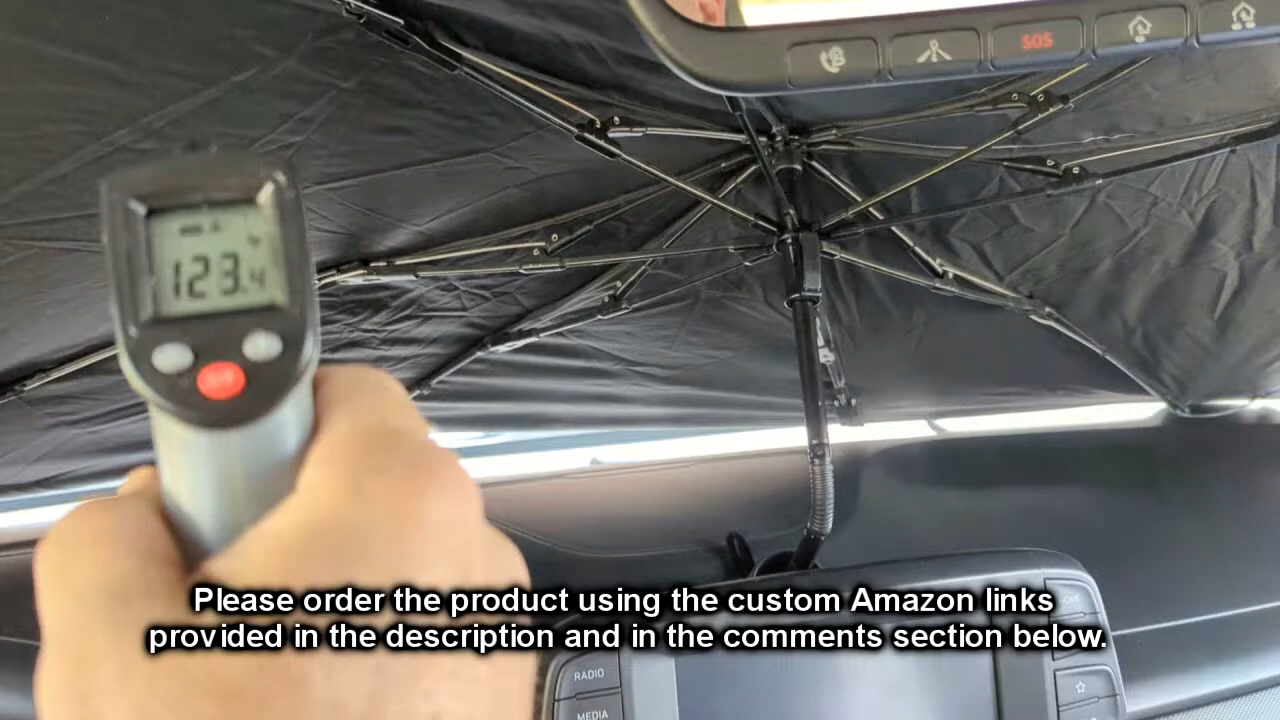 SOS
123.4
Please order the product using the custom Amazon links
provided in the description and in the comments section below.
HOME
RADIO
MEDIA